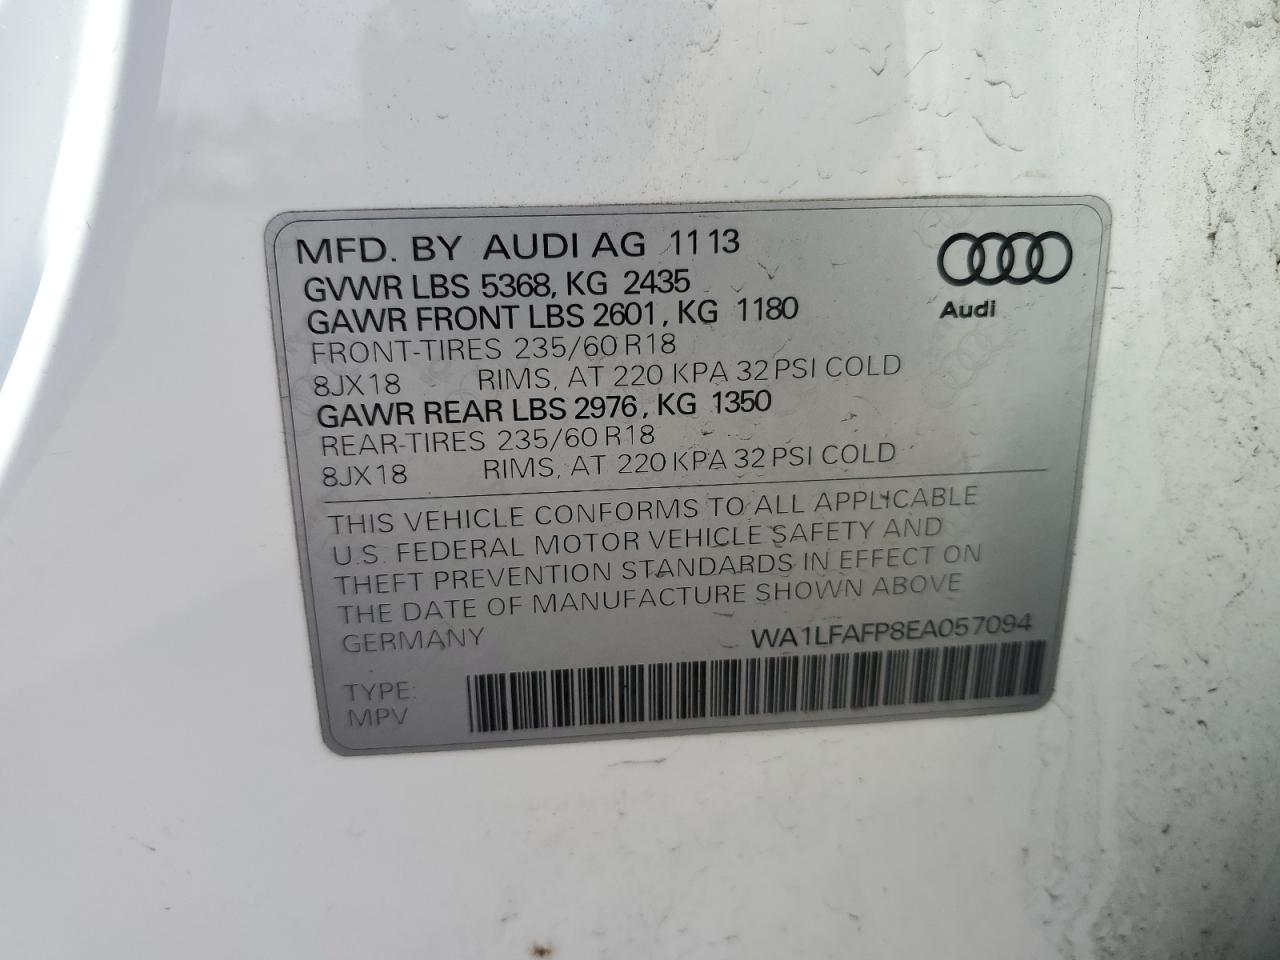 MFD. BY AUDI AG 11 13
GVWR LBS 5368, KG 2435
GAWR FRONT LBS 2601, KG 1180
Audi
FRONT-TIRES 235/60 R18
8JX18 RIMS, AT 220 KPA 32 PSI COLD
GAWR REAR LBS 2976, KG 1350
REAR-TIRES 235/60 R18
8JX18 RIMS, AT 220 KPA 32 PSI COLD
THIS VEHICLE CONFORMS TO ALL APPLICABLE
U.S. FEDERAL MOTOR VEHICLE SAFETY AND
THEFT PREVENTION STANDARDS IN EFFECT ON
THE DATE OF MANUFACTURE SHOWN ABOVE
GERMANY WA1LFAFP8EA057094
TYPE:
MPV